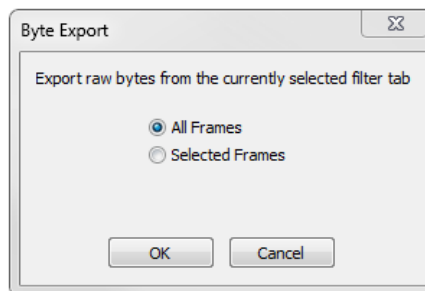 Byte Export
Export raw bytes from the currently selected filter tab
All Frames
Selected Frames
OK Cancel